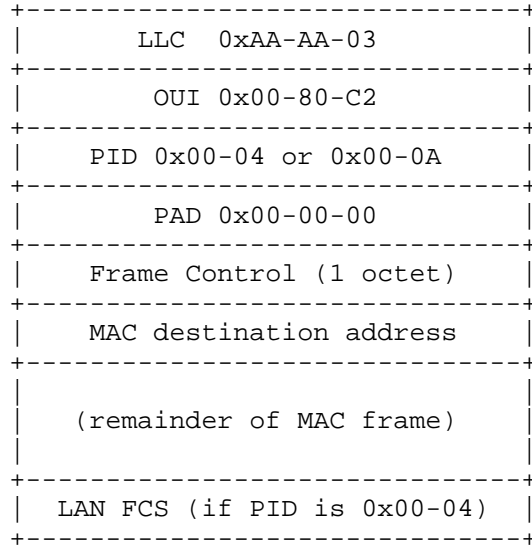 LLC 0xAA-AA-03
OUI 0x00-80-C2
PID 0x00-04 or 0x00-0A
PAD 0x00-00-00
Frame Control (1 octet)
MAC destination address
(remainder of MAC frame)
LAN FCS (if PID is 0x00-04)